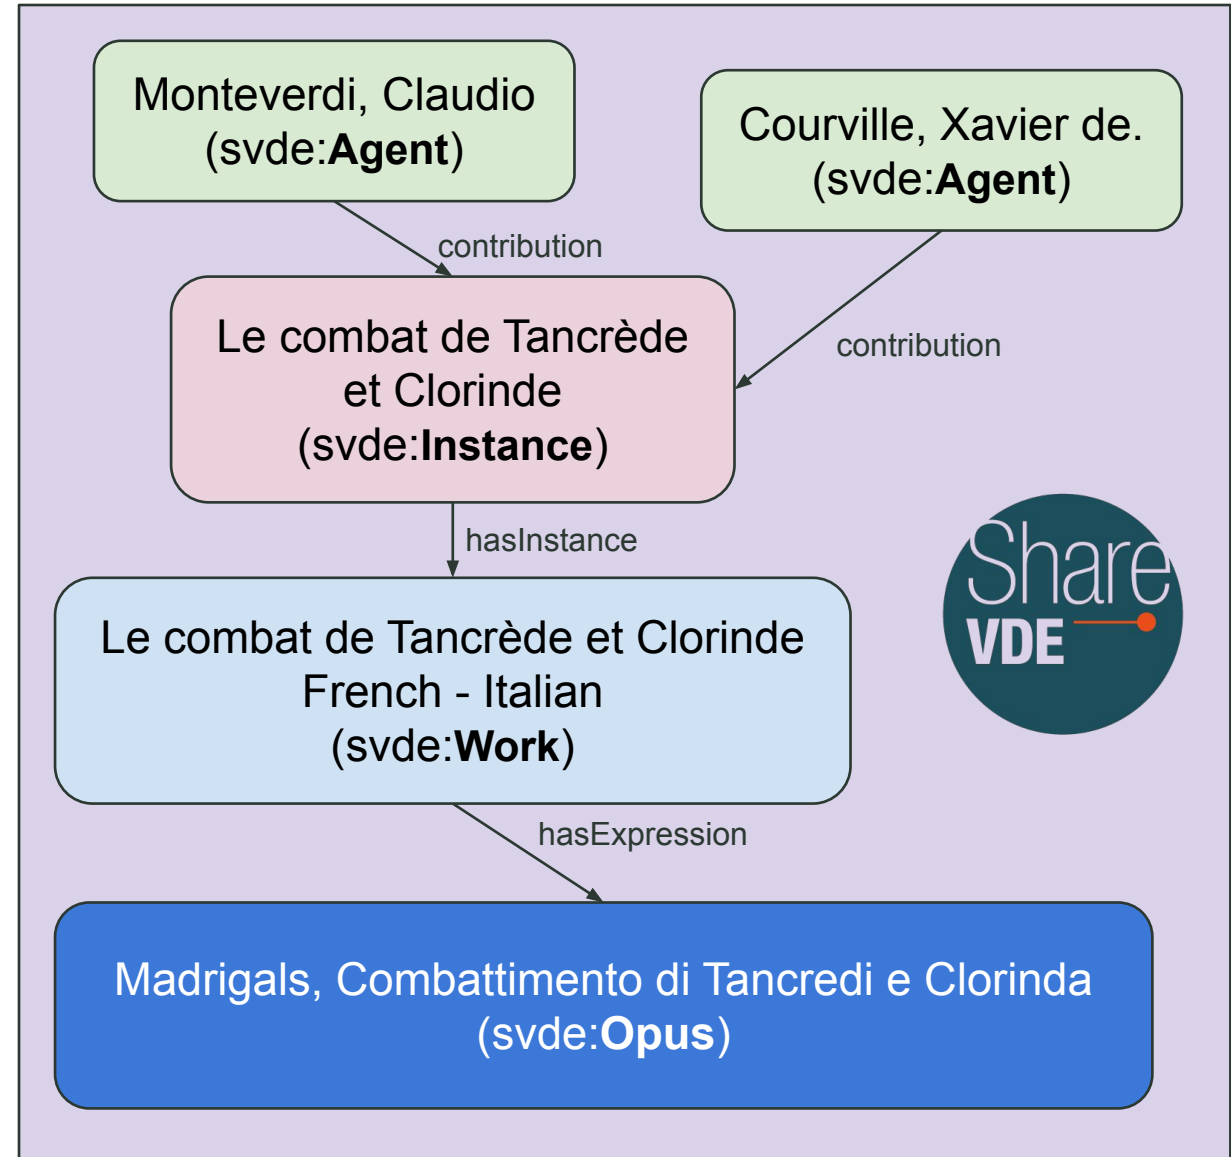 Monteverdi, Claudio
(svde:Agent)
Courville, Xavier de.
(svde:Agent)
contribution
contribution
Le combat de Tancrède
et Clorinde
(svde:Instance)
hasInstance
Le combat de Tancrède et Clorinde
French - Italian
(svde:Work)
Share
VDE
hasExpression
Madrigals, Combattimento di Tancredi e Clorinda
(svde:Opus)